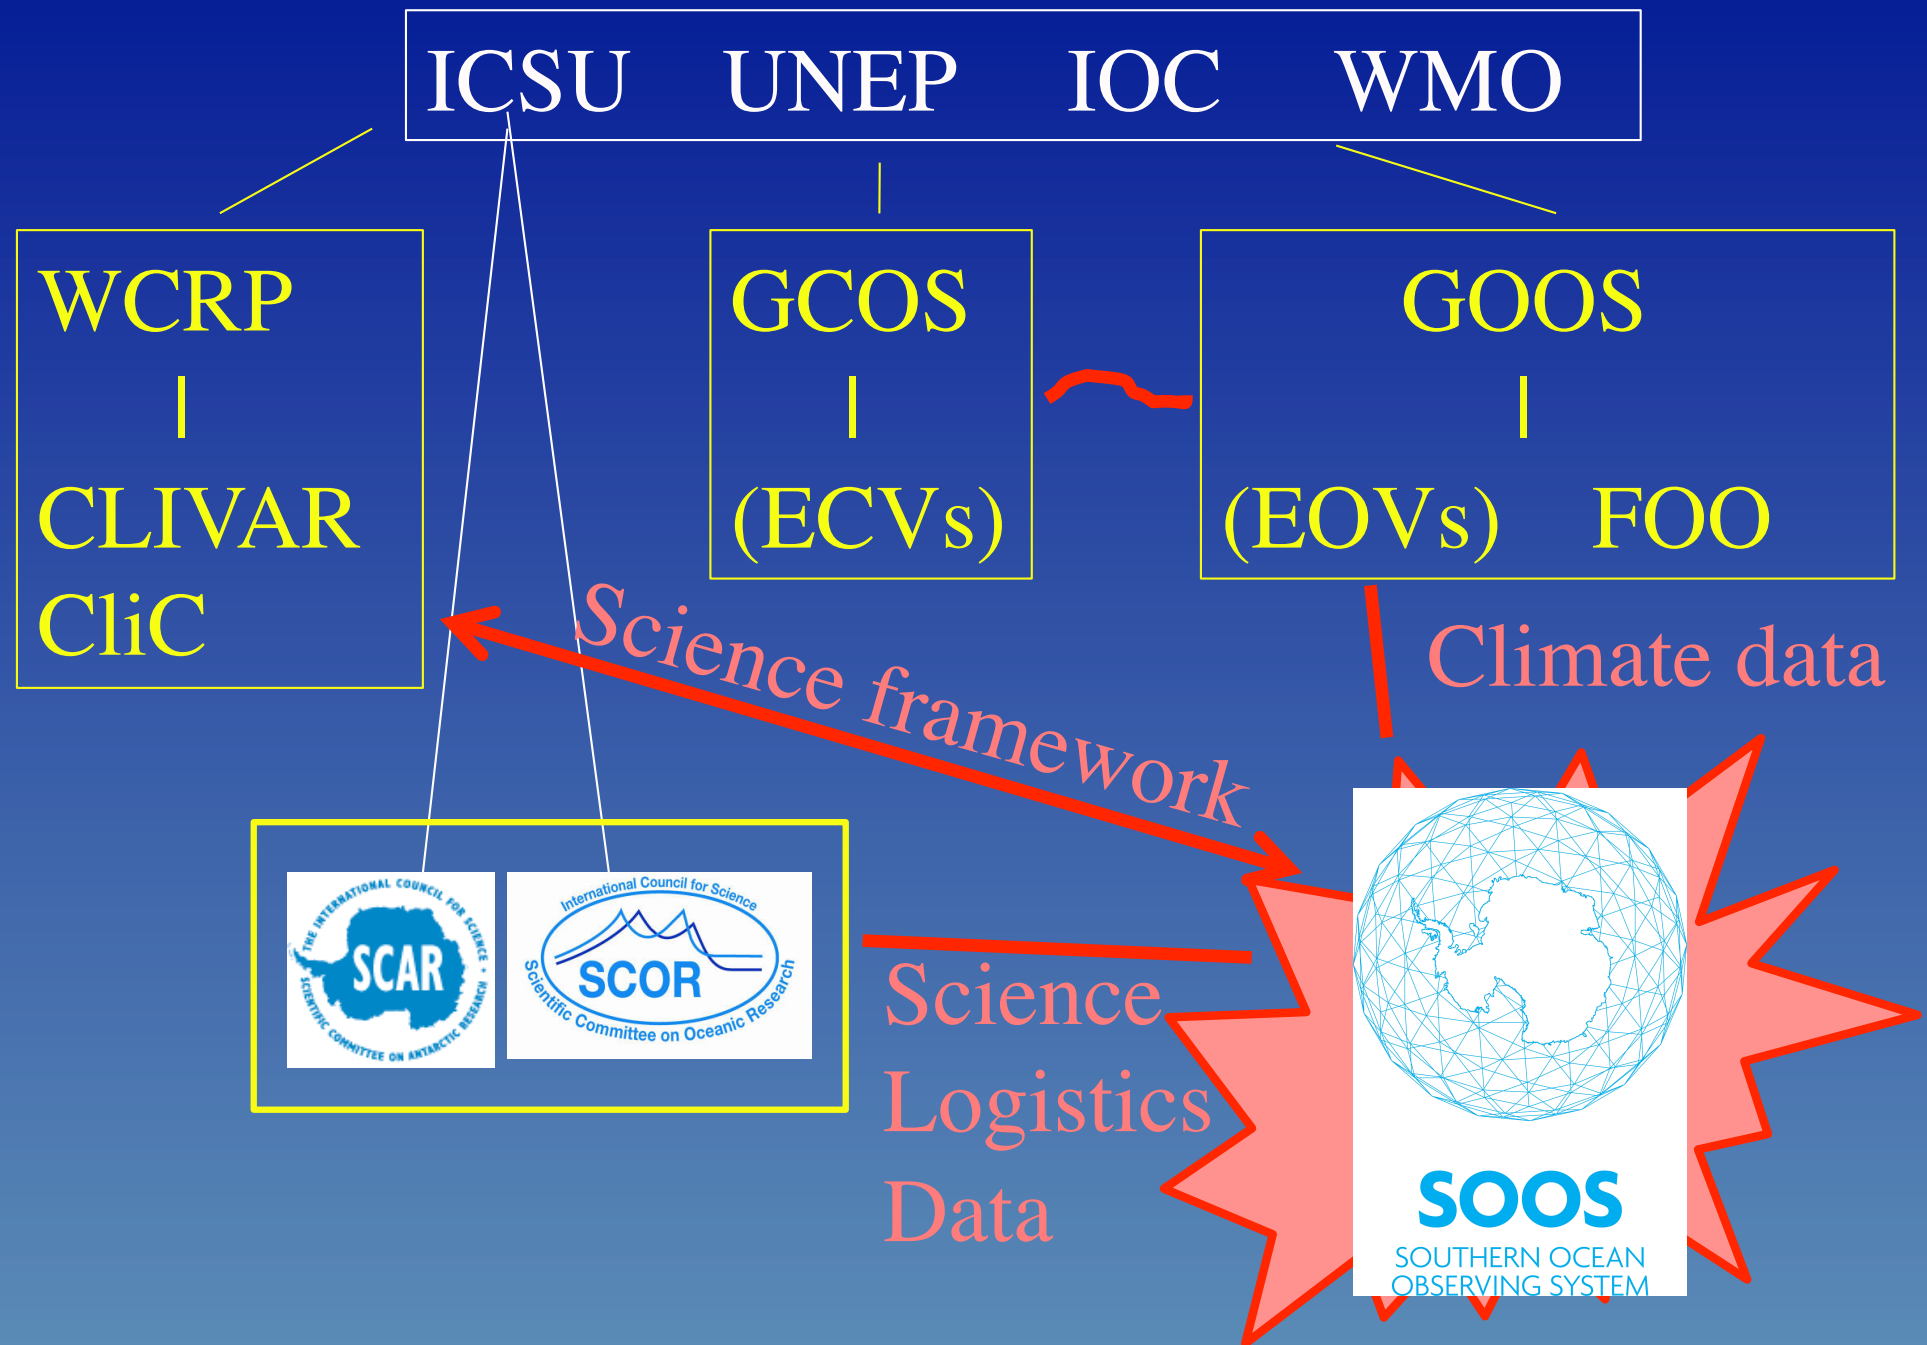 ICSU UNEP IOC WMO
WCRP
CLIVAR
CliC
GCOS
(ECVs)
GOOS
(EOVs) FOO
Science framework
Climate data
THE INTERNATIONAL COUNCIL FOR SCIENCE •
SCAR
SCIENTIFIC COMMITTEE ON ANTARCTIC RESEARCH
International Council for Science
SCOR
Scientific Committee on Oceanic Research
Science
Logistics
Data
SOOS
SOUTHERN OCEAN
OBSERVING SYSTEM